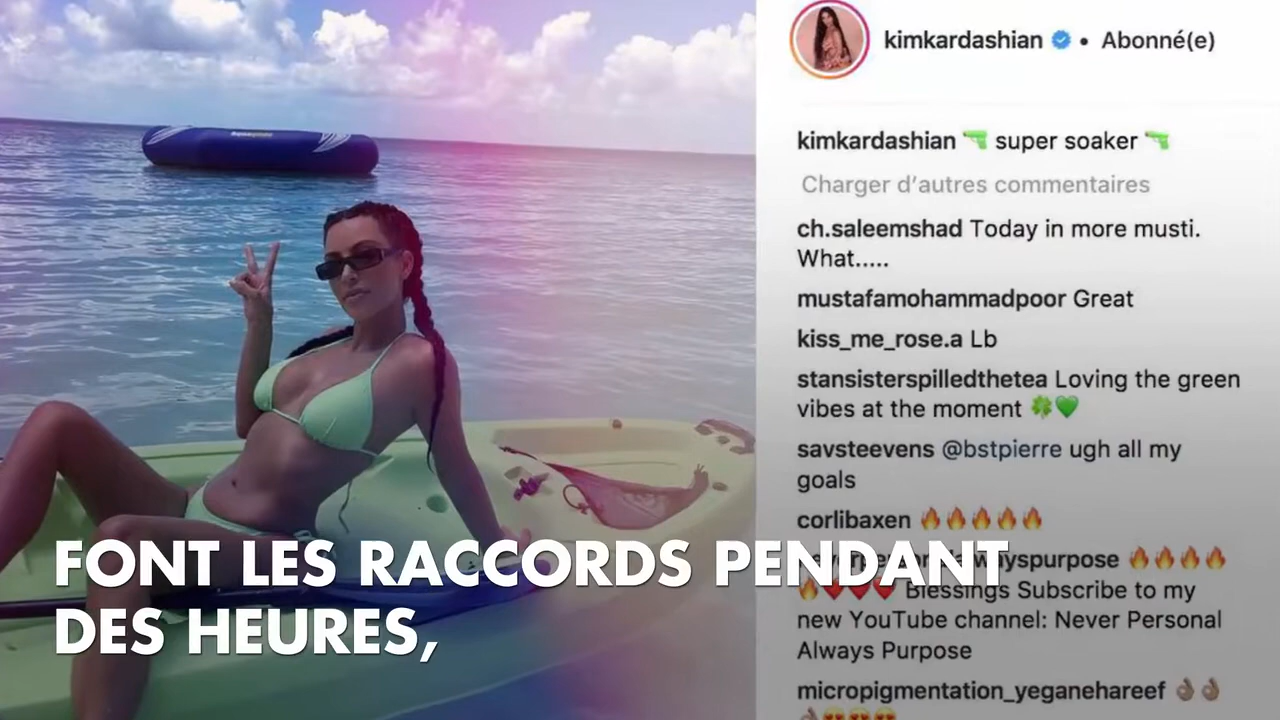 kimkardashian • Abonné(e)
kimkardashian 🔫 super soaker 🔫
Charger d’autres commentaires
ch.saleemshad Today in more musti.
What.....
mustafamohammadpoor Great
kiss_me_rose.a Lb
stansisterspilledthetea Loving the green
vibes at the moment 🍀💚
savsteevens @bstpierre ugh all my
goals
corlibaxen 🔥🔥🔥🔥🔥
🔥🔥🔥🔥
🔥❤️❤️❤️ Blessings Subscribe to my
new YouTube channel: Never Personal
Always Purpose
micropigmentation_yeganehareef 👌🏽👌🏽
FONT LES RACCORDS PENDANT
DES HEURES,